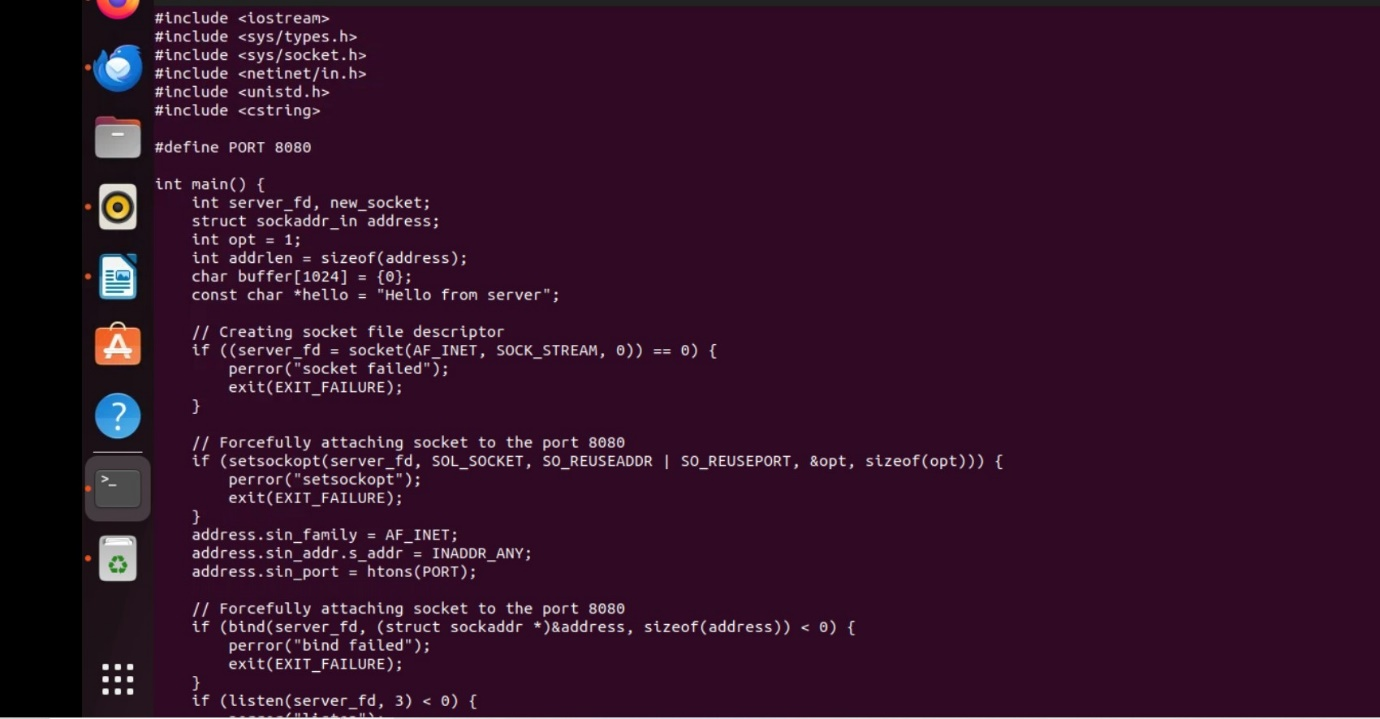 #include <iostream>
#include <sys/types.h>
#include <sys/socket.h>
#include <netinet/in.h>
#include <unistd.h>
#include <cstring>

#define PORT 8080

int main() {
    int server_fd, new_socket;
    struct sockaddr_in address;
    int opt = 1;
    int addrlen = sizeof(address);
    char buffer[1024] = {0};
    const char *hello = "Hello from server";

    // Creating socket file descriptor
    if ((server_fd = socket(AF_INET, SOCK_STREAM, 0)) == 0) {
        perror("socket failed");
        exit(EXIT_FAILURE);
    }

    // Forcefully attaching socket to the port 8080
    if (setsockopt(server_fd, SOL_SOCKET, SO_REUSEADDR | SO_REUSEPORT, &opt, sizeof(opt))) {
        perror("setsockopt");
        exit(EXIT_FAILURE);
    }
    address.sin_family = AF_INET;
    address.sin_addr.s_addr = INADDR_ANY;
    address.sin_port = htons(PORT);

    // Forcefully attaching socket to the port 8080
    if (bind(server_fd, (struct sockaddr *)&address, sizeof(address)) < 0) {
        perror("bind failed");
        exit(EXIT_FAILURE);
    }
    if (listen(server_fd, 3) < 0) {